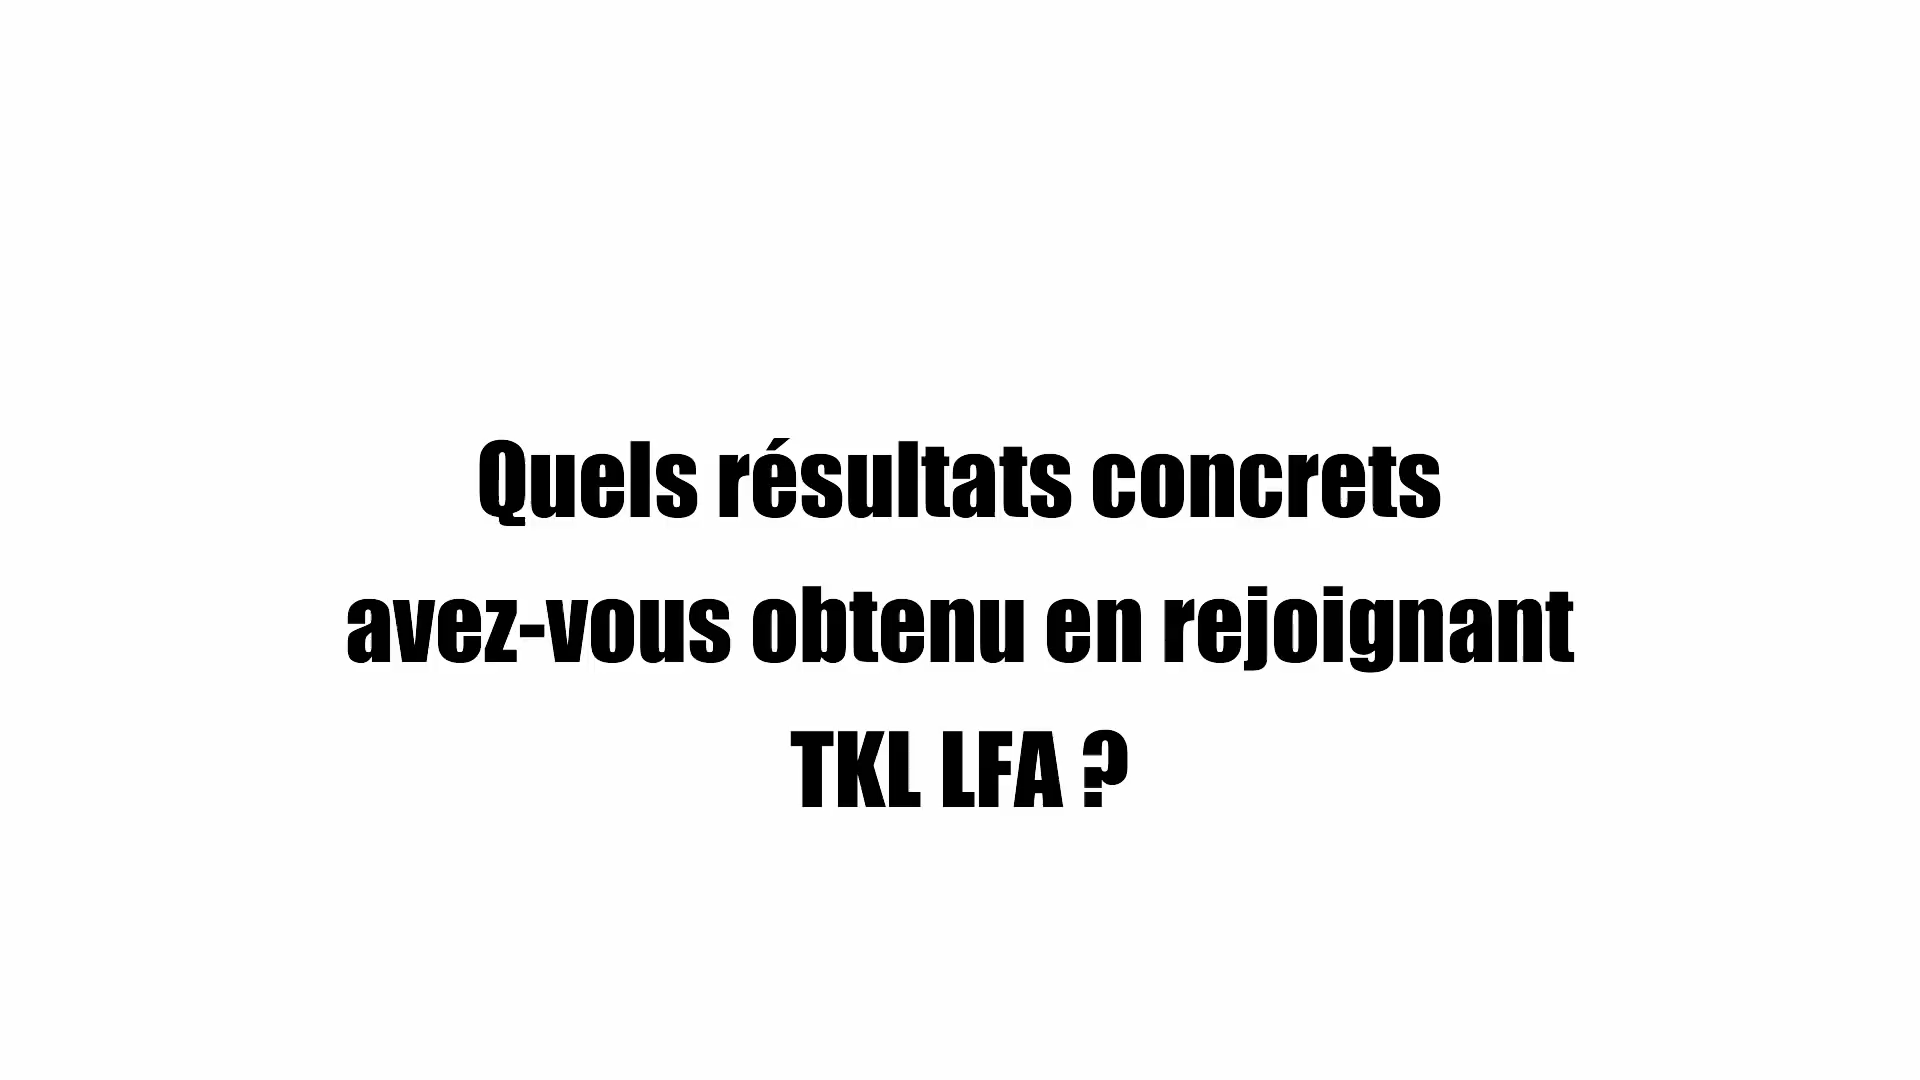 Quels résultats concrets
avez-vous obtenu en rejoignant
TKL LFA ?